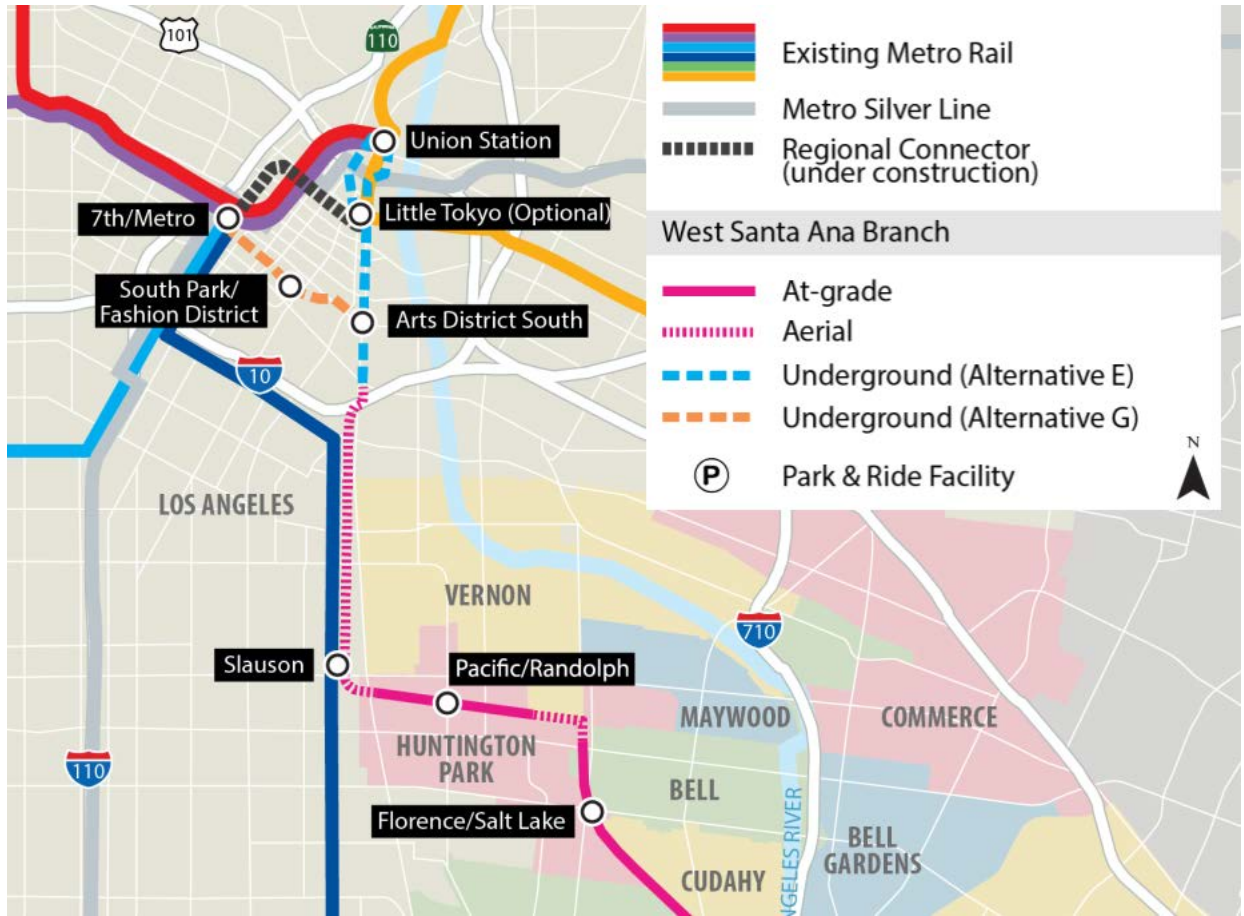 101
110
Union Station
7th/Metro
Little Tokyo (Optional)
South Park/
Fashion District
Arts District South
10
LOS ANGELES
VERNON
Slauson
Pacific/Randolph
710
MAYWOOD
COMMERCE
HUNTINGTON
PARK
110
BELL
Florence/Salt Lake
BELL
GARDENS
CUDAHY
NGELES RIVER
Existing Metro Rail
Metro Silver Line
Regional Connector
(under construction)
West Santa Ana Branch
At-grade
Aerial
Underground (Alternative E)
Underground (Alternative G)
P Park & Ride Facility
N